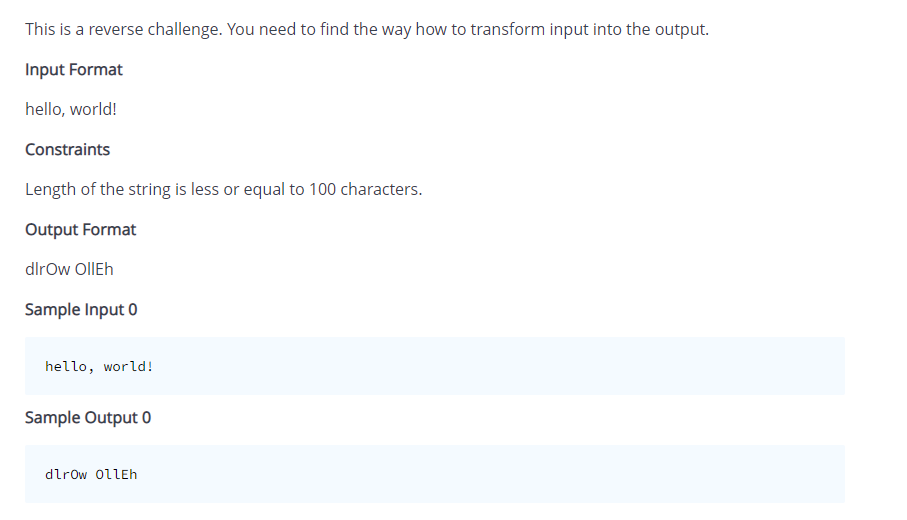 This is a reverse challenge. You need to find the way how to transform input into the output.
Input Format
hello, world!
Constraints
Length of the string is less or equal to 100 characters.
Output Format
dlrOw OllEh
Sample Input 0
hello, world!
Sample Output 0
dlrOw OllEh